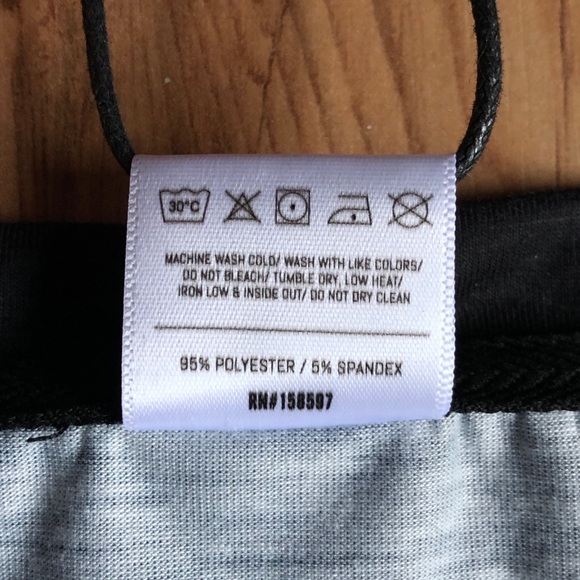 30°C
MACHINE WASH COLD/ WASH WITH LIKE COLORS/
DO NOT BLEACH/ TUMBLE DRY, LOW HEAT/
IRON LOW & INSIDE OUT/ DO NOT DRY CLEAN
95% POLYESTER / 5% SPANDEX
RN#158597